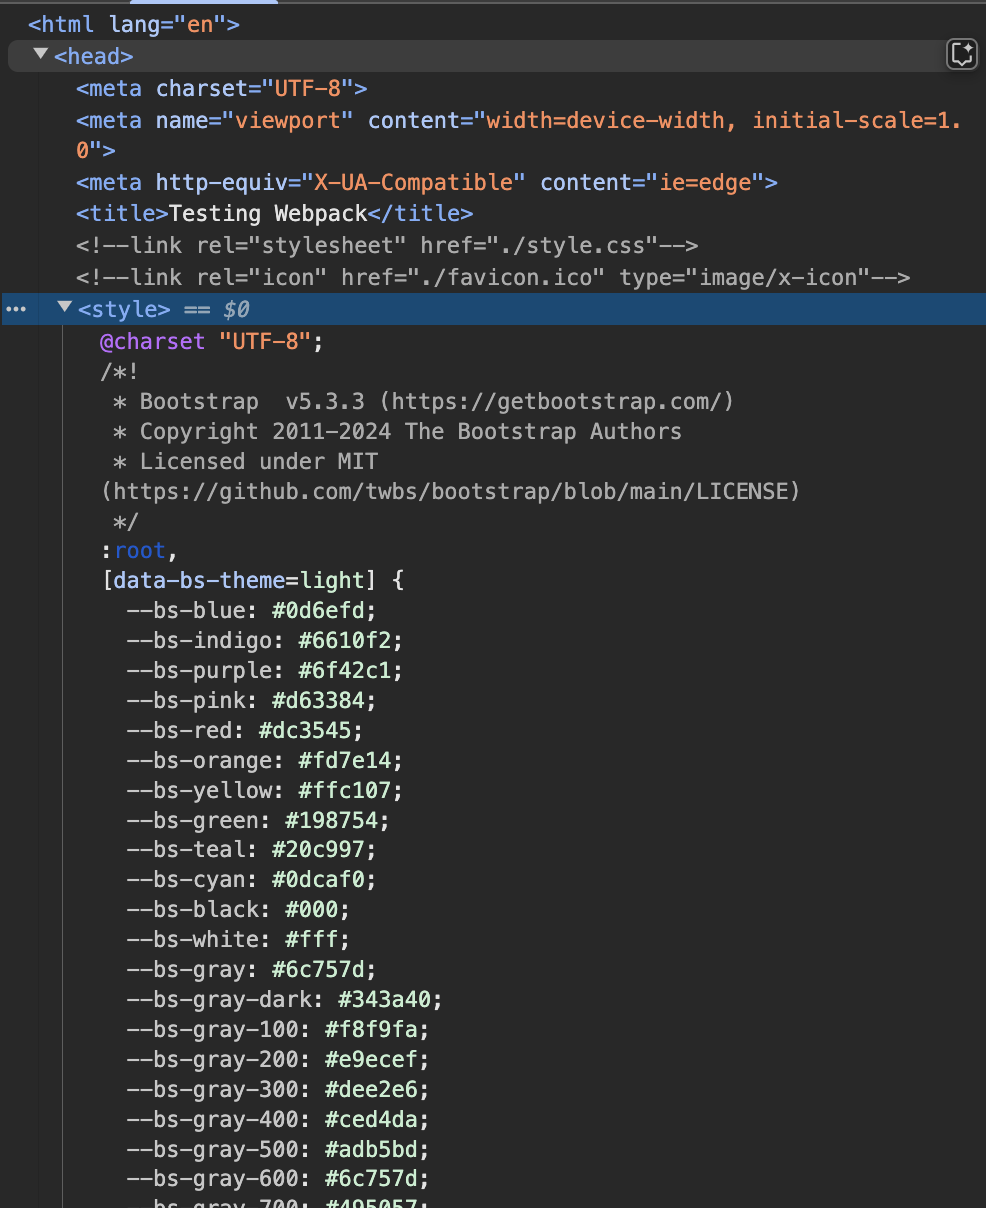 <html lang="en">
<head>
<meta charset="UTF-8">
<meta name="viewport" content="width=device-width, initial-scale=1.
0">
<meta http-equiv="X-UA-Compatible" content="ie=edge">
<title>Testing Webpack</title>
<!--link rel="stylesheet" href="./style.css"-->
<!--link rel="icon" href="./favicon.ico" type="image/x-icon"-->
<style> == $0
@charset "UTF-8";
/*!
 * Bootstrap  v5.3.3 (https://getbootstrap.com/)
 * Copyright 2011-2024 The Bootstrap Authors
 * Licensed under MIT
(https://github.com/twbs/bootstrap/blob/main/LICENSE)
 */
:root,
[data-bs-theme=light] {
  --bs-blue: #0d6efd;
  --bs-indigo: #6610f2;
  --bs-purple: #6f42c1;
  --bs-pink: #d63384;
  --bs-red: #dc3545;
  --bs-orange: #fd7e14;
  --bs-yellow: #ffc107;
  --bs-green: #198754;
  --bs-teal: #20c997;
  --bs-cyan: #0dcaf0;
  --bs-black: #000;
  --bs-white: #fff;
  --bs-gray: #6c757d;
  --bs-gray-dark: #343a40;
  --bs-gray-100: #f8f9fa;
  --bs-gray-200: #e9ecef;
  --bs-gray-300: #dee2e6;
  --bs-gray-400: #ced4da;
  --bs-gray-500: #adb5bd;
  --bs-gray-600: #6c757d;
  --bs-gray-700: #495057;